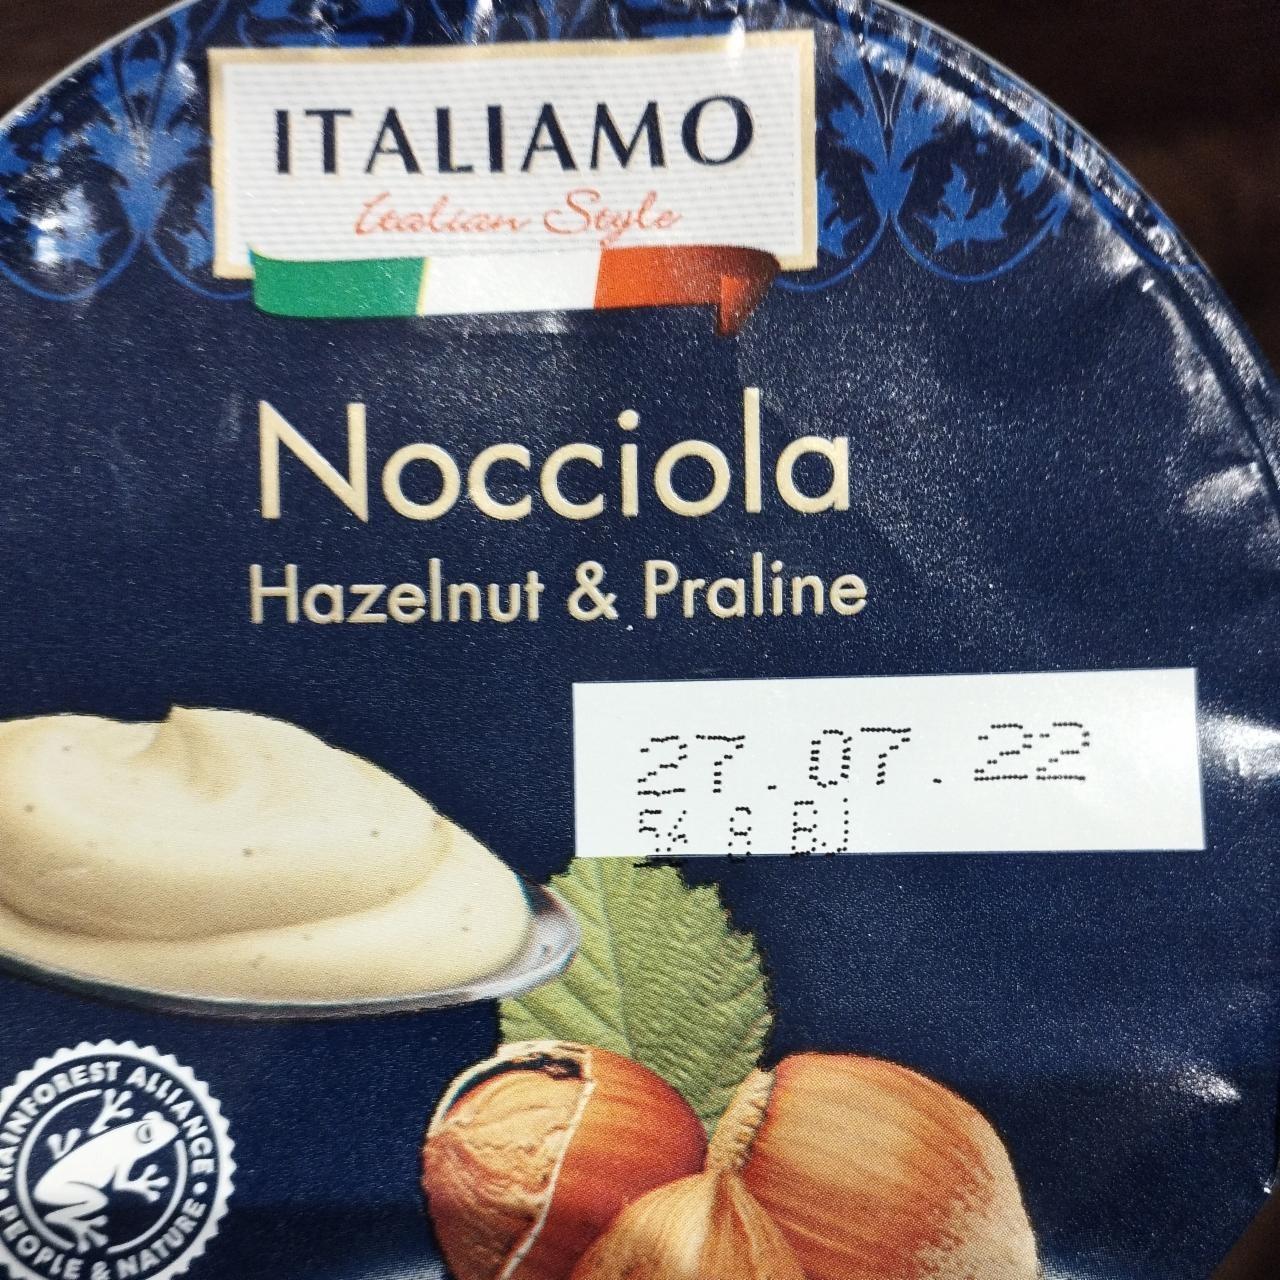 ITALIAMO
Italian Style
Nocciola
Hazelnut & Praline
27.07.22
RAINFOREST ALLIANCE
• PEOPLE & NATURE •